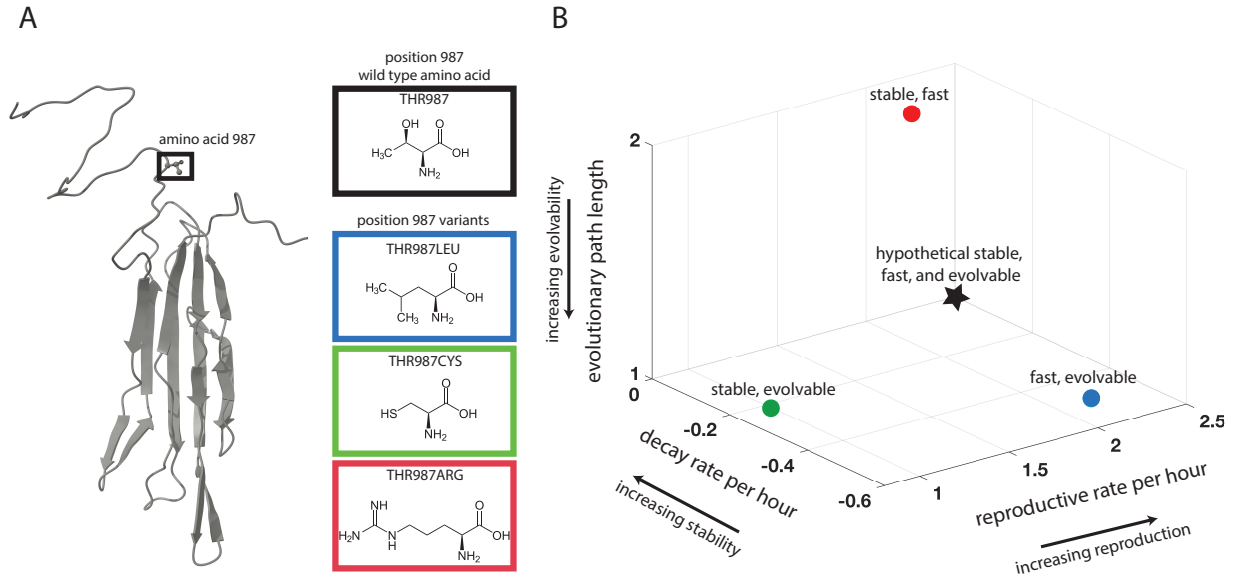 A
amino acid 987
position 987
wild type amino acid
THR987
OH
O
H₃C
OH
NH₂
position 987 variants
THR987LEU
O
H₃C
OH
CH₃
NH₂
THR987CYS
O
HS
OH
NH₂
THR987ARG
NH
O
H₂N
N
H
OH
NH₂
B
stable, fast
2
increasing evolvability
evolutionary path length
hypothetical stable,
fast, and evolvable
1
0
stable, evolvable
fast, evolvable
-0.2
-0.4
-0.6
decay rate per hour
increasing stability
1
1.5
2
2.5
reproductive rate per hour
increasing reproduction